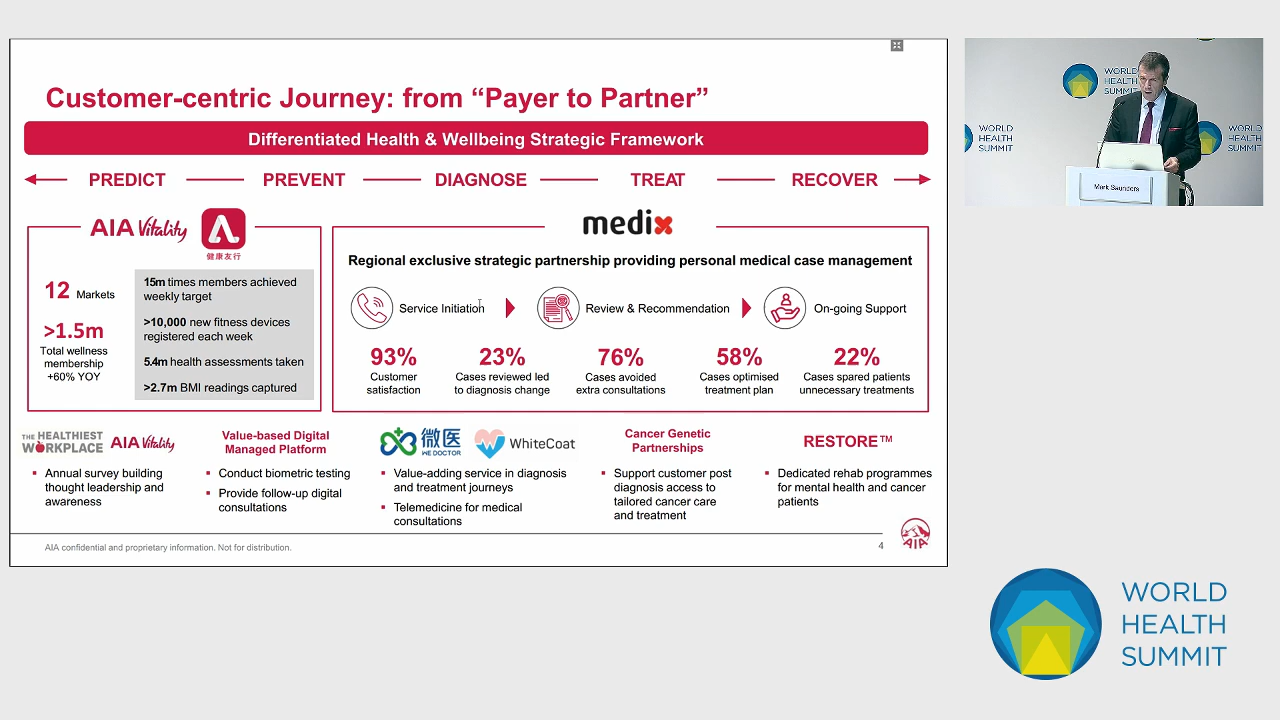 Customer-centric Journey: from “Payer to Partner”
Differentiated Health & Wellbeing Strategic Framework
PREDICT
PREVENT
DIAGNOSE
TREAT
RECOVER
AIA Vitality
健康友行
12 Markets
>1.5m
Total wellness
membership
+60% YOY
15m times members achieved
weekly target
>10,000 new fitness devices
registered each week
5.4m health assessments taken
>2.7m BMI readings captured
medix
Regional exclusive strategic partnership providing personal medical case management
Service Initiation
Review & Recommendation
On-going Support
93%
Customer
satisfaction
23%
Cases reviewed led
to diagnosis change
76%
Cases avoided
extra consultations
58%
Cases optimised
treatment plan
22%
Cases spared patients
unnecessary treatments
THE HEALTHIEST
WORKPLACE
AIA Vitality
▪ Annual survey building
thought leadership and
awareness
Value-based Digital
Managed Platform
▪ Conduct biometric testing
▪ Provide follow-up digital
consultations
微医
WE DOCTOR
WhiteCoat
▪ Value-adding service in diagnosis
and treatment journeys
▪ Telemedicine for medical
consultations
Cancer Genetic
Partnerships
▪ Support customer post
diagnosis access to
tailored cancer care
and treatment
RESTORE™
▪ Dedicated rehab programmes
for mental health and cancer
patients
AIA confidential and proprietary information. Not for distribution.
4
AIA
WORLD
HEALTH
SUMMIT
WORLD
HEALTH
SUMMIT
WORLD
HEALTH
SUMMIT
Mark Saunders
WORLD
HEALTH
SUMMIT